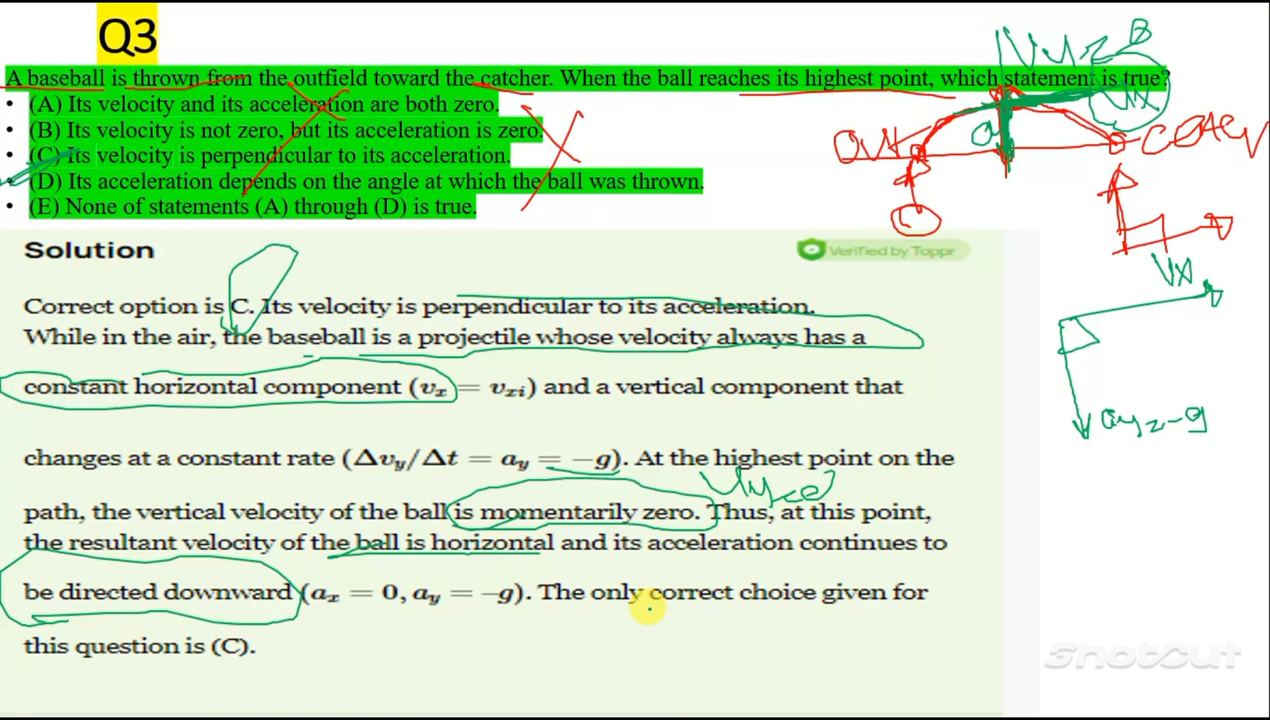 Q3
A baseball is thrown from the outfield toward the catcher. When the ball reaches its highest point, which statement is true?
• (A) Its velocity and its acceleration are both zero.
• (B) Its velocity is not zero, but its acceleration is zero.
• (C) Its velocity is perpendicular to its acceleration.
• (D) Its acceleration depends on the angle at which the ball was thrown.
• (E) None of statements (A) through (D) is true.
Solution
Verified by Toppr
Correct option is C. Its velocity is perpendicular to its acceleration.
While in the air, the baseball is a projectile whose velocity always has a
constant horizontal component (vₓ = vₓᵢ) and a vertical component that
changes at a constant rate (Δv_y/Δt = a_y = −g). At the highest point on the
path, the vertical velocity of the ball is momentarily zero. Thus, at this point,
the resultant velocity of the ball is horizontal and its acceleration continues to
be directed downward (aₓ = 0, a_y = −g). The only correct choice given for
this question is (C).
Out
Vx
Vx
ay = -g
Shotcut